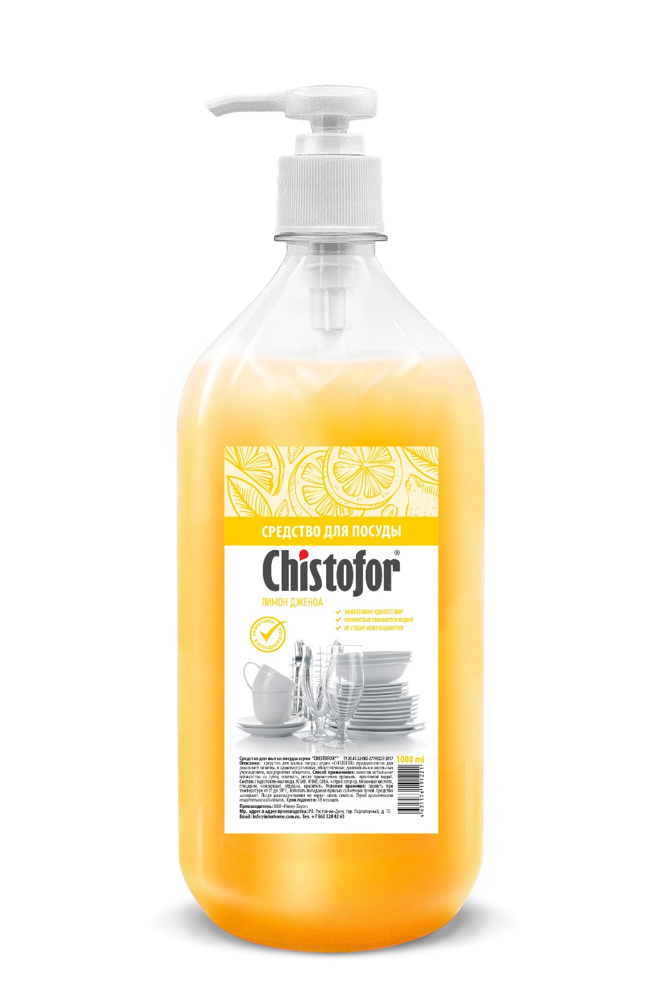 СРЕДСТВО ДЛЯ ПОСУДЫ
Chistofor®
ЛИМОН ДЖЕНОА
ЭФФЕКТИВНО УДАЛЯЕТ ЖИР
ПОЛНОСТЬЮ СМЫВАЕТСЯ ВОДОЙ
НЕ СУШИТ КОЖУ ВАШИХ РУК
ЭФФЕКТИВЕН
В ХОЛОДНОЙ ВОДЕ
Средство для мытья посуды серии "CHISTOFOR®" ТУ 20.41.32-002-27193257-2017
1000 ml
Описание: средство для мытья посуды серии «CHISTOFOR» предназначено для
домашней гигиены, в административных, общественных, дошкольных и школьных
учреждениях, предприятия общепита. Способ применения: нанести небольшое
количество на губку, вспенить, после применения промыть проточной водой.
Состав: Подготовленная вода, АПАВ, НПАВ, CDEA, натрия хлорид, лимонная кислота,
глицерин, консервант, отдушка, краситель. Условия хранения: хранить при
температуре от 0° до 30° С, избегать попадания прямых солнечных лучей. Средство
замерзает. После размораживания не теряет своих свойств. Перед применением
тщательно взболтать. Срок годности: 18 месяцев
Производитель: ООО «Интер-Хоум».
Юр. адрес и адрес производства: РФ, Ростов-на-Дону, пер. Радиаторный, д. 10.
Email: Info@interhome.com.ru. Тел. +7 863 320 02 63
4 631176 191221